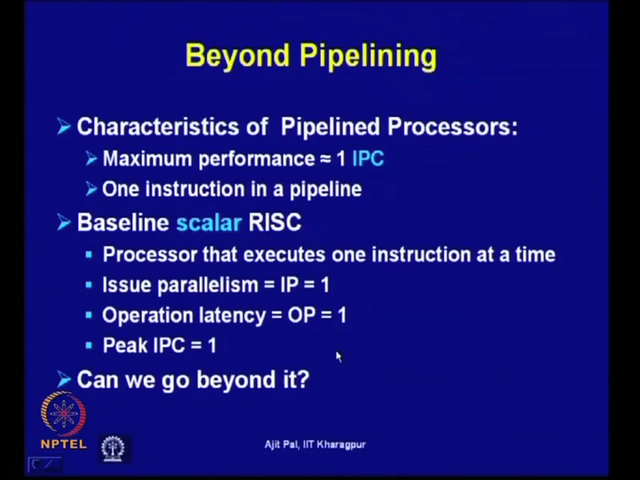 Beyond Pipelining
Characteristics of Pipelined Processors:
Maximum performance ≈ 1 IPC
One instruction in a pipeline
Baseline scalar RISC
Processor that executes one instruction at a time
Issue parallelism = IP = 1
Operation latency = OP = 1
Peak IPC = 1
Can we go beyond it?
NPTEL
Ajit Pal, IIT Kharagpur